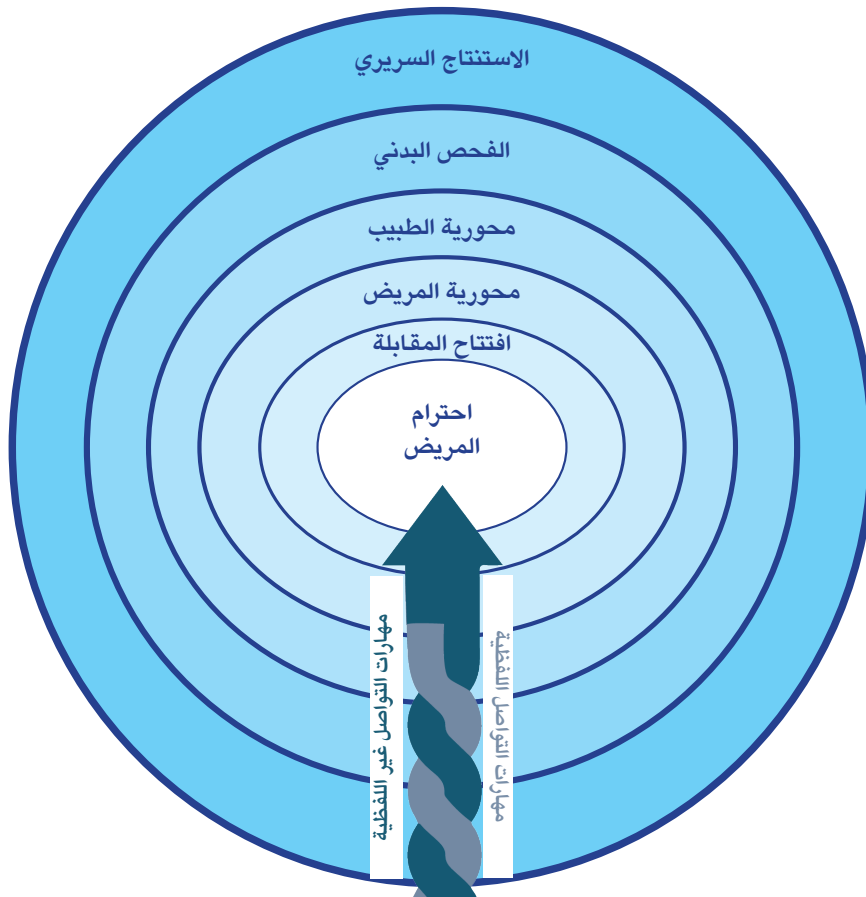 الاستنتاج السريري
الفحص البدني
محورية الطبيب
محورية المريض
افتتاح المقابلة
احترام
المريض
مهارات التواصل اللفظية
مهارات التواصل غير اللفظية